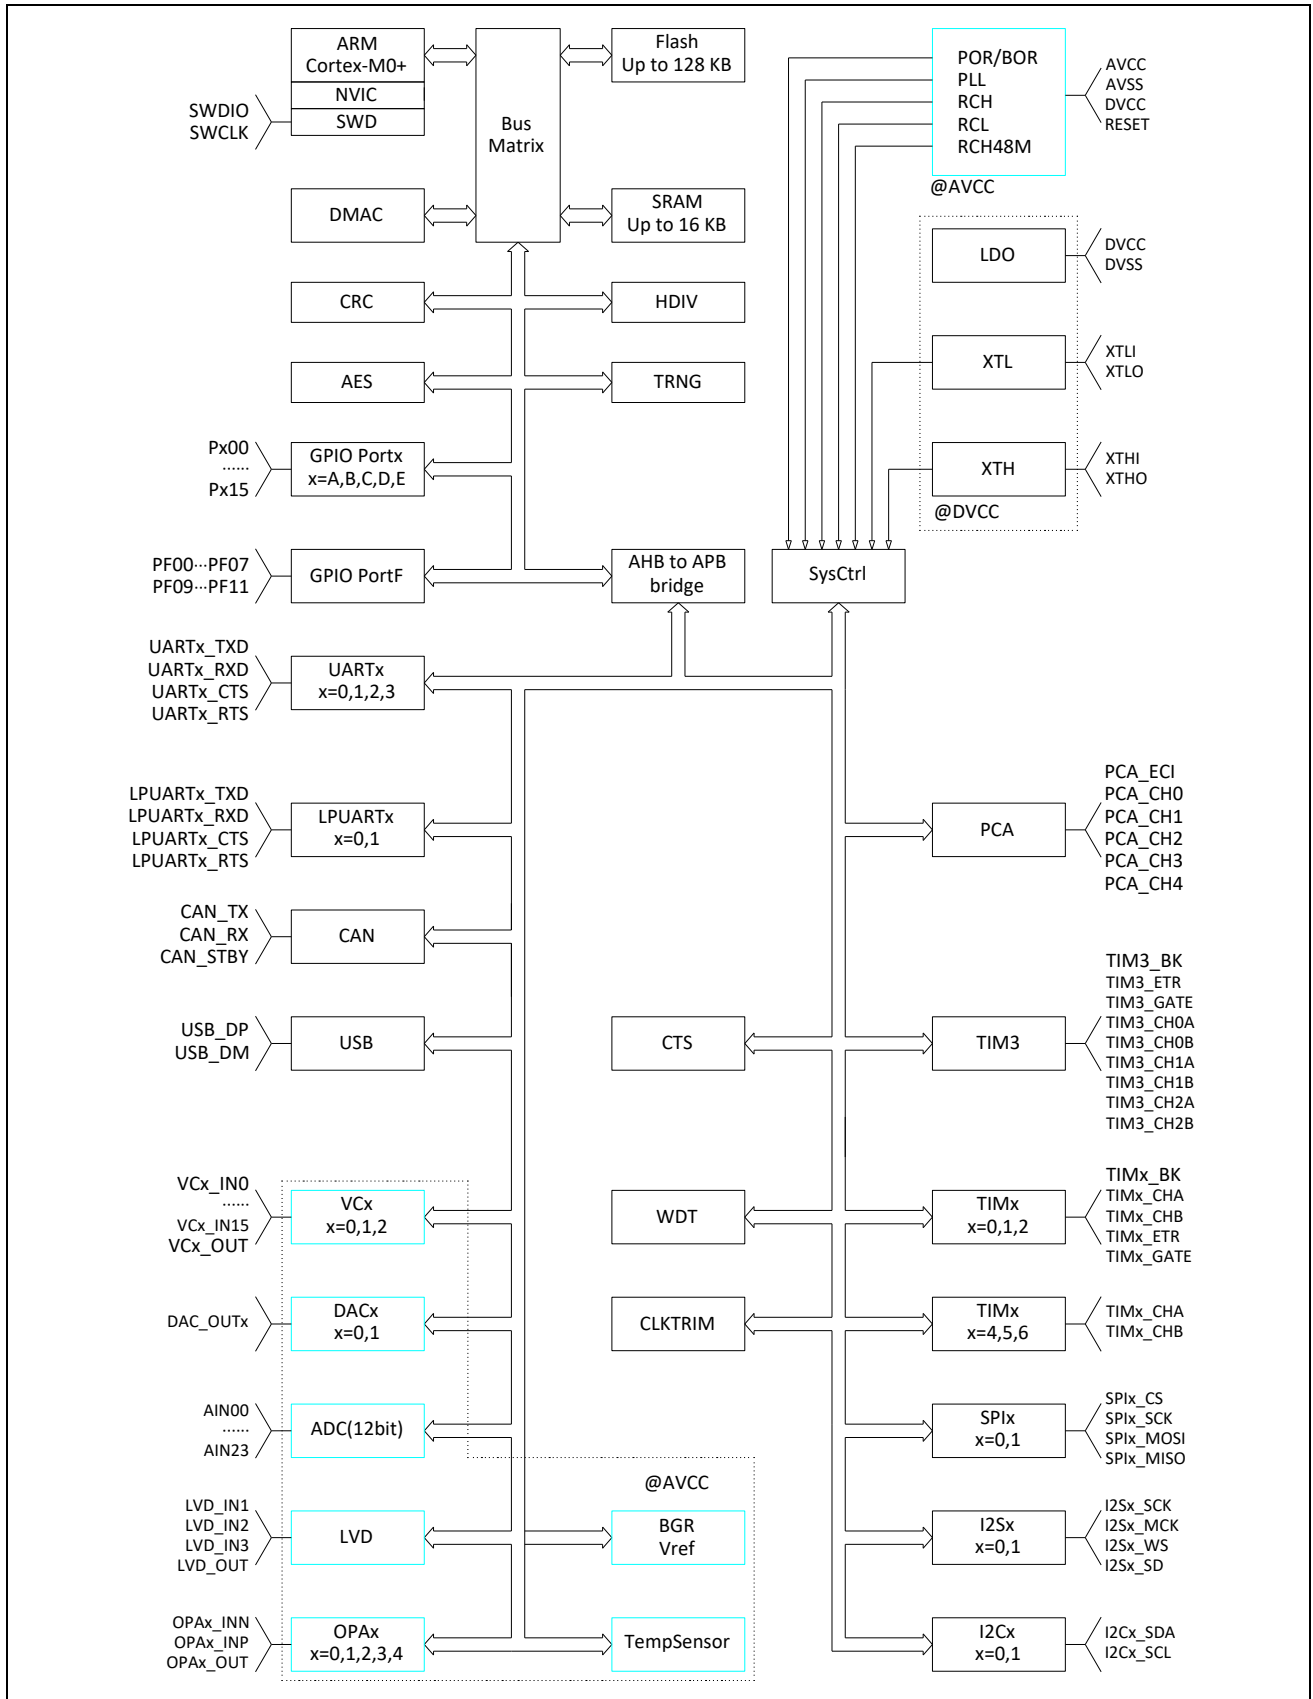 ARM
Cortex-M0+
NVIC
SWD
SWDIO
SWCLK
Bus
Matrix
Flash
Up to 128 KB
POR/BOR
PLL
RCH
RCL
RCH48M
@AVCC
AVCC
AVSS
DVCC
RESET
DMAC
SRAM
Up to 16 KB
LDO
DVCC
DVSS
CRC
HDIV
AES
TRNG
XTL
XTLI
XTLO
Px00
......
Px15
GPIO Portx
x=A,B,C,D,E
XTH
@DVCC
XTHI
XTHO
PF00···PF07
PF09···PF11
GPIO PortF
AHB to APB
bridge
SysCtrl
UARTx_TXD
UARTx_RXD
UARTx_CTS
UARTx_RTS
UARTx
x=0,1,2,3
LPUARTx_TXD
LPUARTx_RXD
LPUARTx_CTS
LPUARTx_RTS
LPUARTx
x=0,1
PCA
PCA_ECI
PCA_CH0
PCA_CH1
PCA_CH2
PCA_CH3
PCA_CH4
CAN_TX
CAN_RX
CAN_STBY
CAN
USB_DP
USB_DM
USB
CTS
TIM3
TIM3_BK
TIM3_ETR
TIM3_GATE
TIM3_CH0A
TIM3_CH0B
TIM3_CH1A
TIM3_CH1B
TIM3_CH2A
TIM3_CH2B
VCx_IN0
......
VCx_IN15
VCx_OUT
VCx
x=0,1,2
WDT
TIMx
x=0,1,2
TIMx_BK
TIMx_CHA
TIMx_CHB
TIMx_ETR
TIMx_GATE
DAC_OUTx
DACx
x=0,1
CLKTRIM
TIMx
x=4,5,6
TIMx_CHA
TIMx_CHB
AIN00
......
AIN23
ADC(12bit)
SPIx
x=0,1
SPIx_CS
SPIx_SCK
SPIx_MOSI
SPIx_MISO
@AVCC
LVD_IN1
LVD_IN2
LVD_IN3
LVD_OUT
LVD
BGR
Vref
I2Sx
x=0,1
I2Sx_SCK
I2Sx_MCK
I2Sx_WS
I2Sx_SD
OPAx_INN
OPAx_INP
OPAx_OUT
OPAx
x=0,1,2,3,4
TempSensor
I2Cx
x=0,1
I2Cx_SDA
I2Cx_SCL